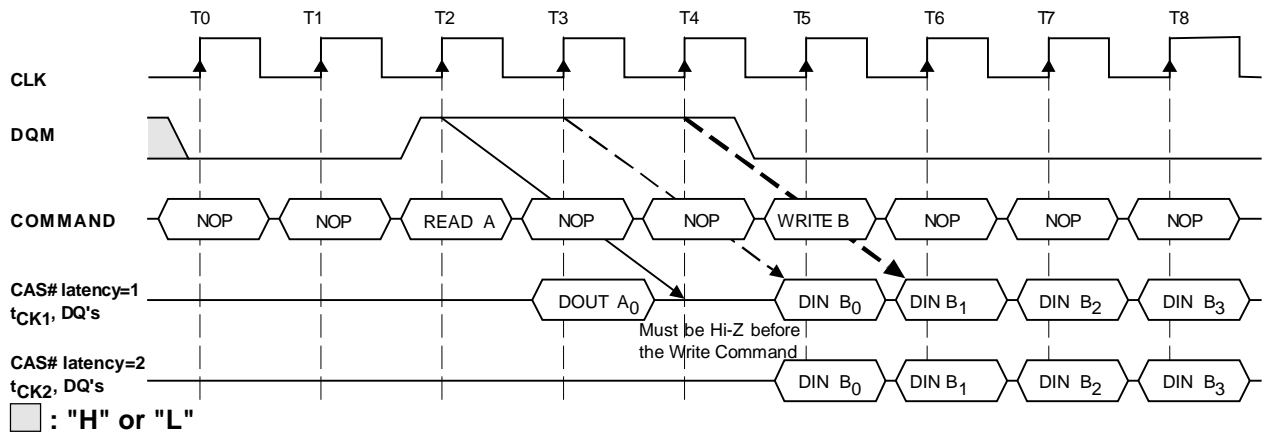 T0 T1 T2 T3 T4 T5 T6 T7 T8
CLK
DQM
COMMAND NOP NOP READ A NOP NOP WRITE B NOP NOP NOP
CAS# latency=1
tCK1, DQ's DOUT A0 DIN B0 DIN B1 DIN B2 DIN B3
Must be Hi-Z before
the Write Command
CAS# latency=2
tCK2, DQ's DIN B0 DIN B1 DIN B2 DIN B3
: "H" or "L"